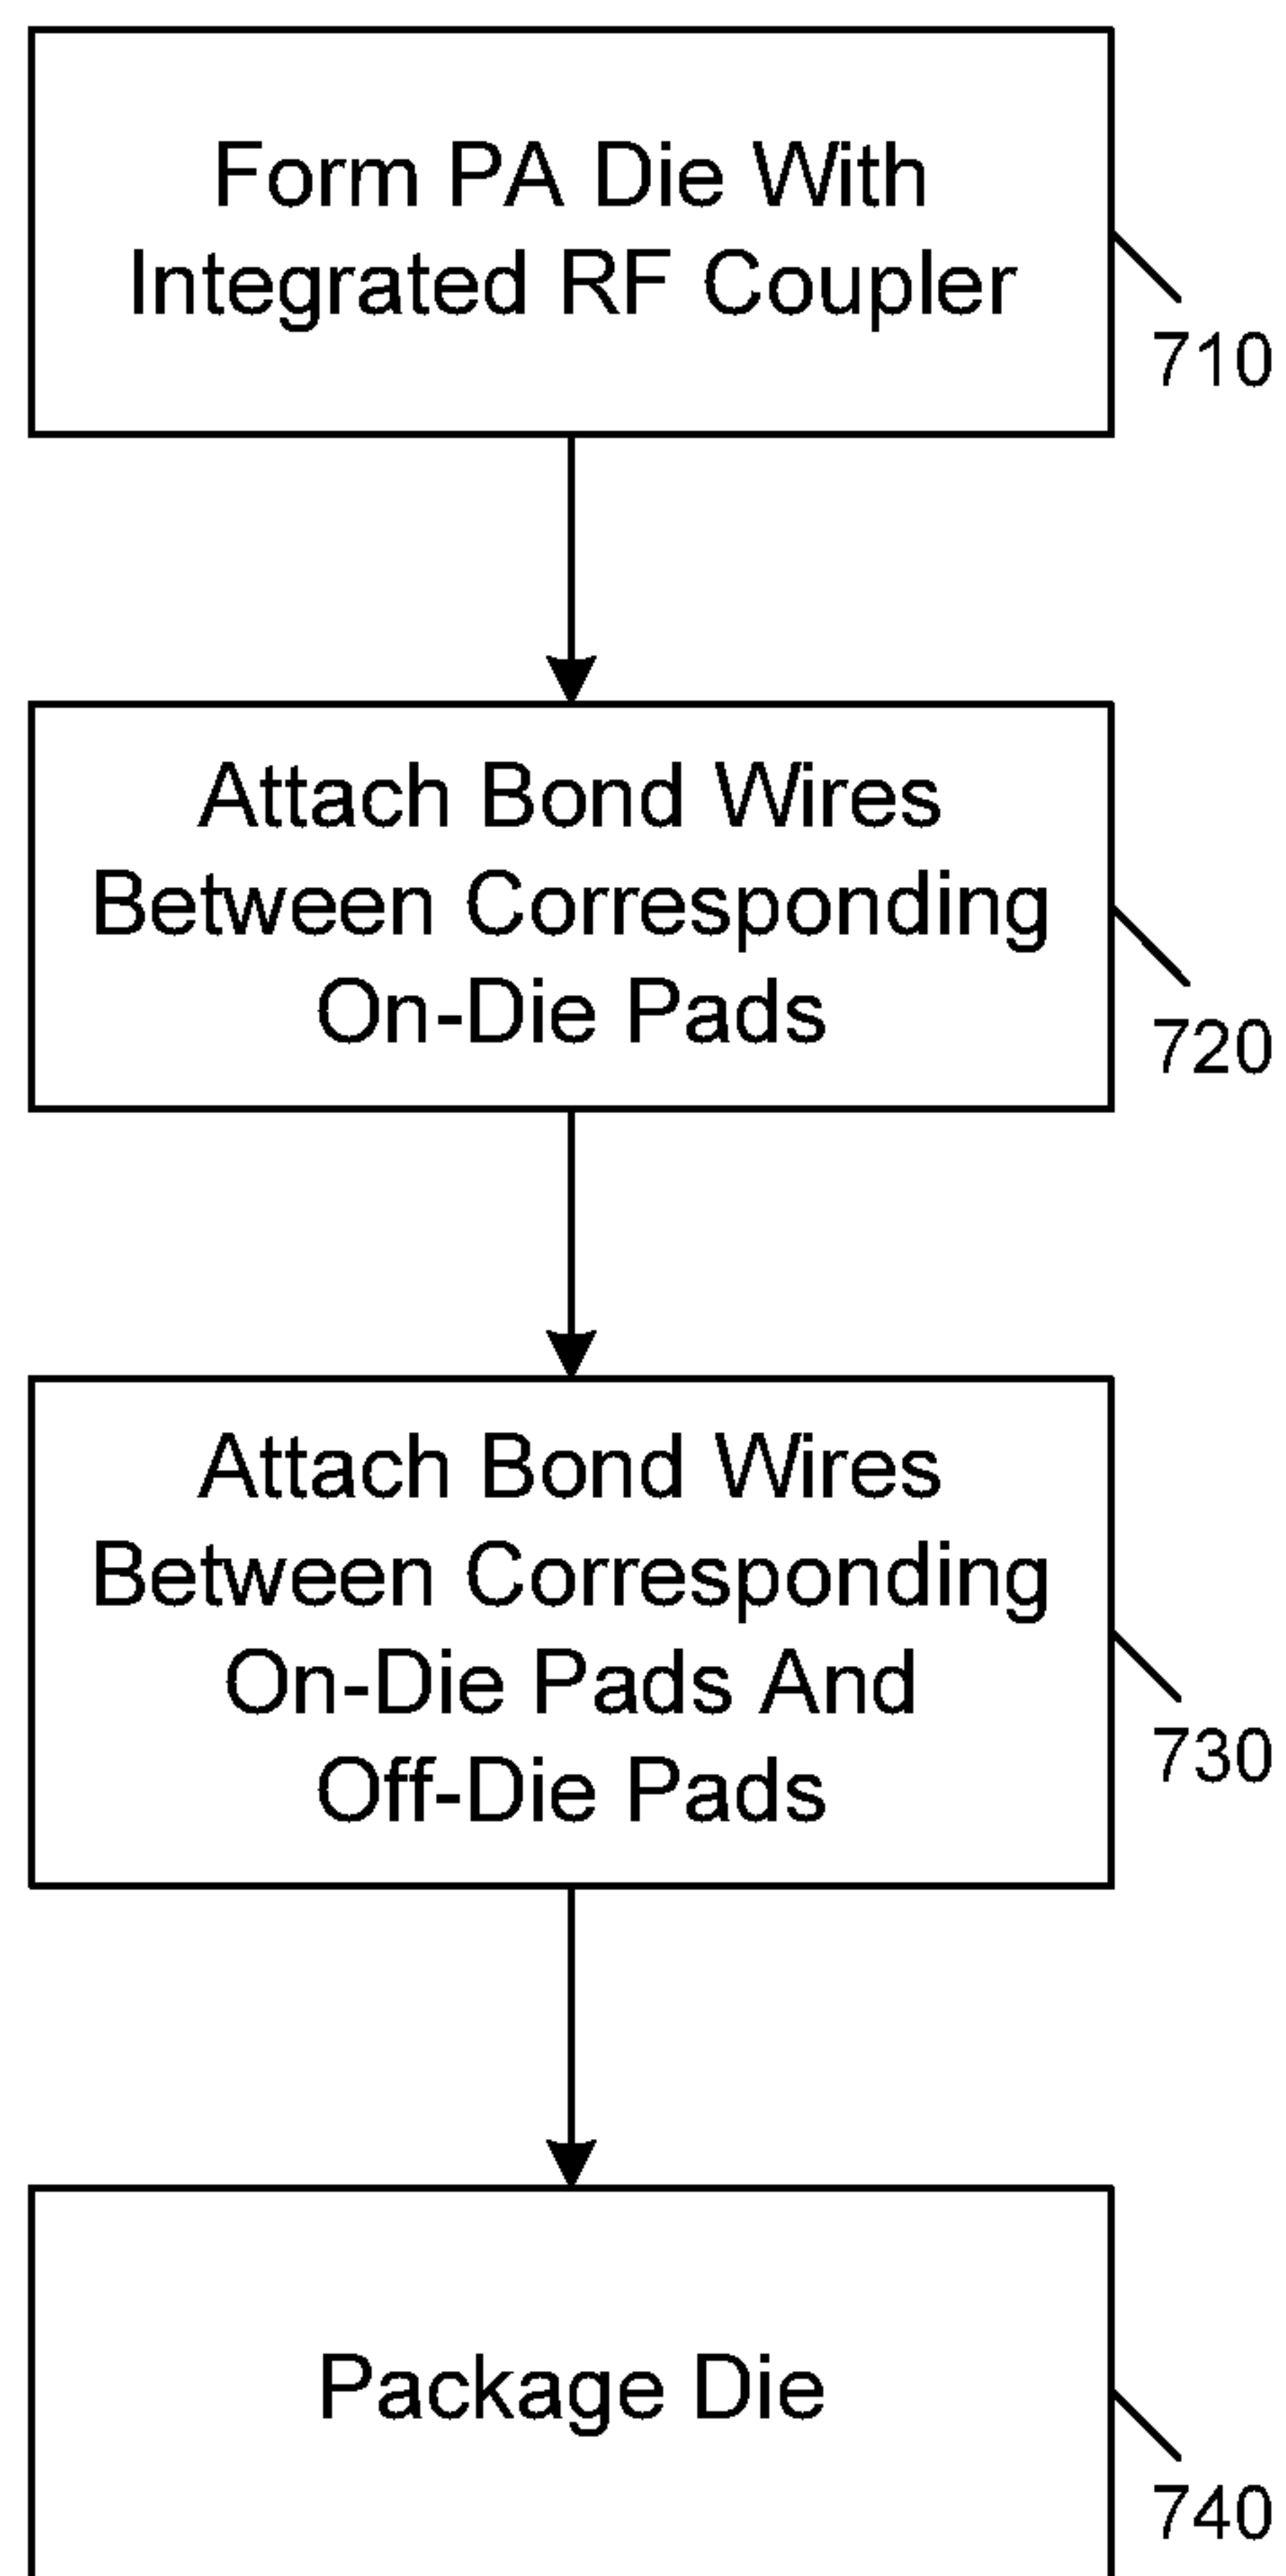 Form PA Die With
Integrated RF Coupler
710
Attach Bond Wires
Between Corresponding
On-Die Pads
720
Attach Bond Wires
Between Corresponding
On-Die Pads And
Off-Die Pads
730
Package Die
740